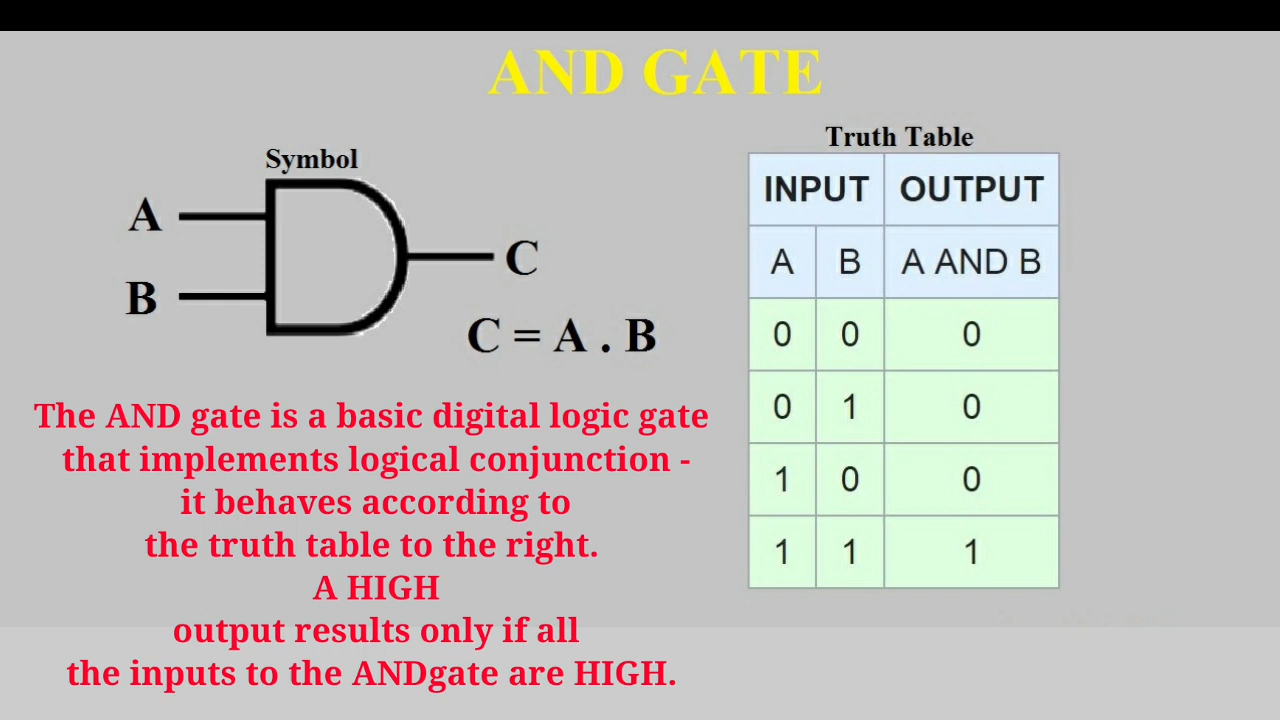 AND GATE
Symbol
A
B
C
C = A . B
The AND gate is a basic digital logic gate
that implements logical conjunction -
it behaves according to
the truth table to the right.
A HIGH
output results only if all
the inputs to the ANDgate are HIGH.
Truth Table
INPUT OUTPUT
A B A AND B
0 0 0
0 1 0
1 0 0
1 1 1